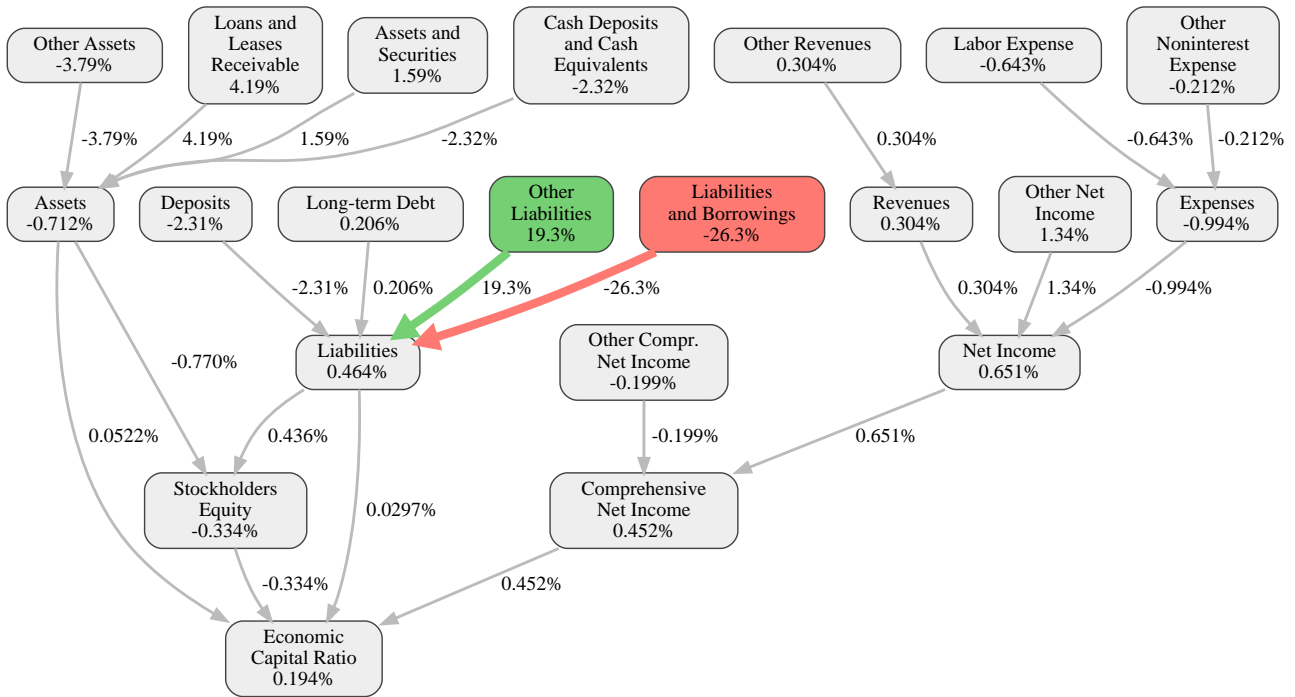 Other Assets
-3.79%
Loans and
Leases
Receivable
4.19%
Assets and
Securities
1.59%
Cash Deposits
and Cash
Equivalents
-2.32%
Other Revenues
0.304%
Labor Expense
-0.643%
Other
Noninterest
Expense
-0.212%
-3.79%
4.19%
1.59%
-2.32%
0.304%
-0.643%
-0.212%
Assets
-0.712%
Deposits
-2.31%
Long-term Debt
0.206%
Other
Liabilities
19.3%
Liabilities
and Borrowings
-26.3%
Revenues
0.304%
Other Net
Income
1.34%
Expenses
-0.994%
-2.31%
0.206%
19.3%
-26.3%
0.304%
1.34%
-0.994%
Liabilities
0.464%
Other Compr.
Net Income
-0.199%
Net Income
0.651%
-0.770%
0.0522%
0.436%
-0.199%
0.651%
Stockholders
Equity
-0.334%
0.0297%
Comprehensive
Net Income
0.452%
-0.334%
0.452%
Economic
Capital Ratio
0.194%